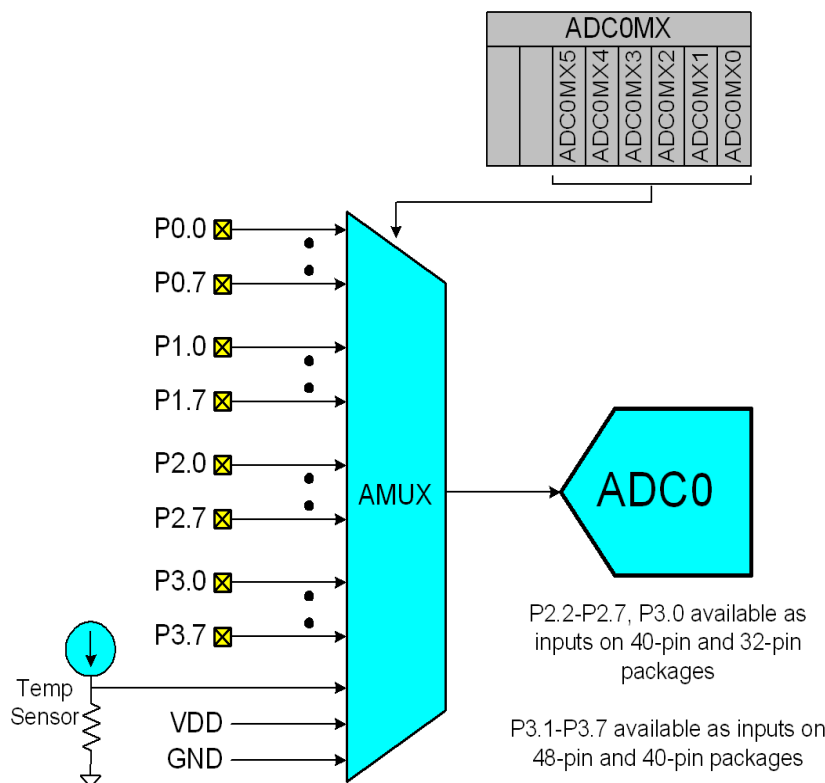 ADC0MX
ADC0MX5
ADC0MX4
ADC0MX3
ADC0MX2
ADC0MX1
ADC0MX0
P0.0
P0.7
P1.0
P1.7
P2.0
P2.7
P3.0
P3.7
AMUX
ADC0
Temp
Sensor
VDD
GND
P2.2-P2.7, P3.0 available as
inputs on 40-pin and 32-pin
packages
P3.1-P3.7 available as inputs on
48-pin and 40-pin packages